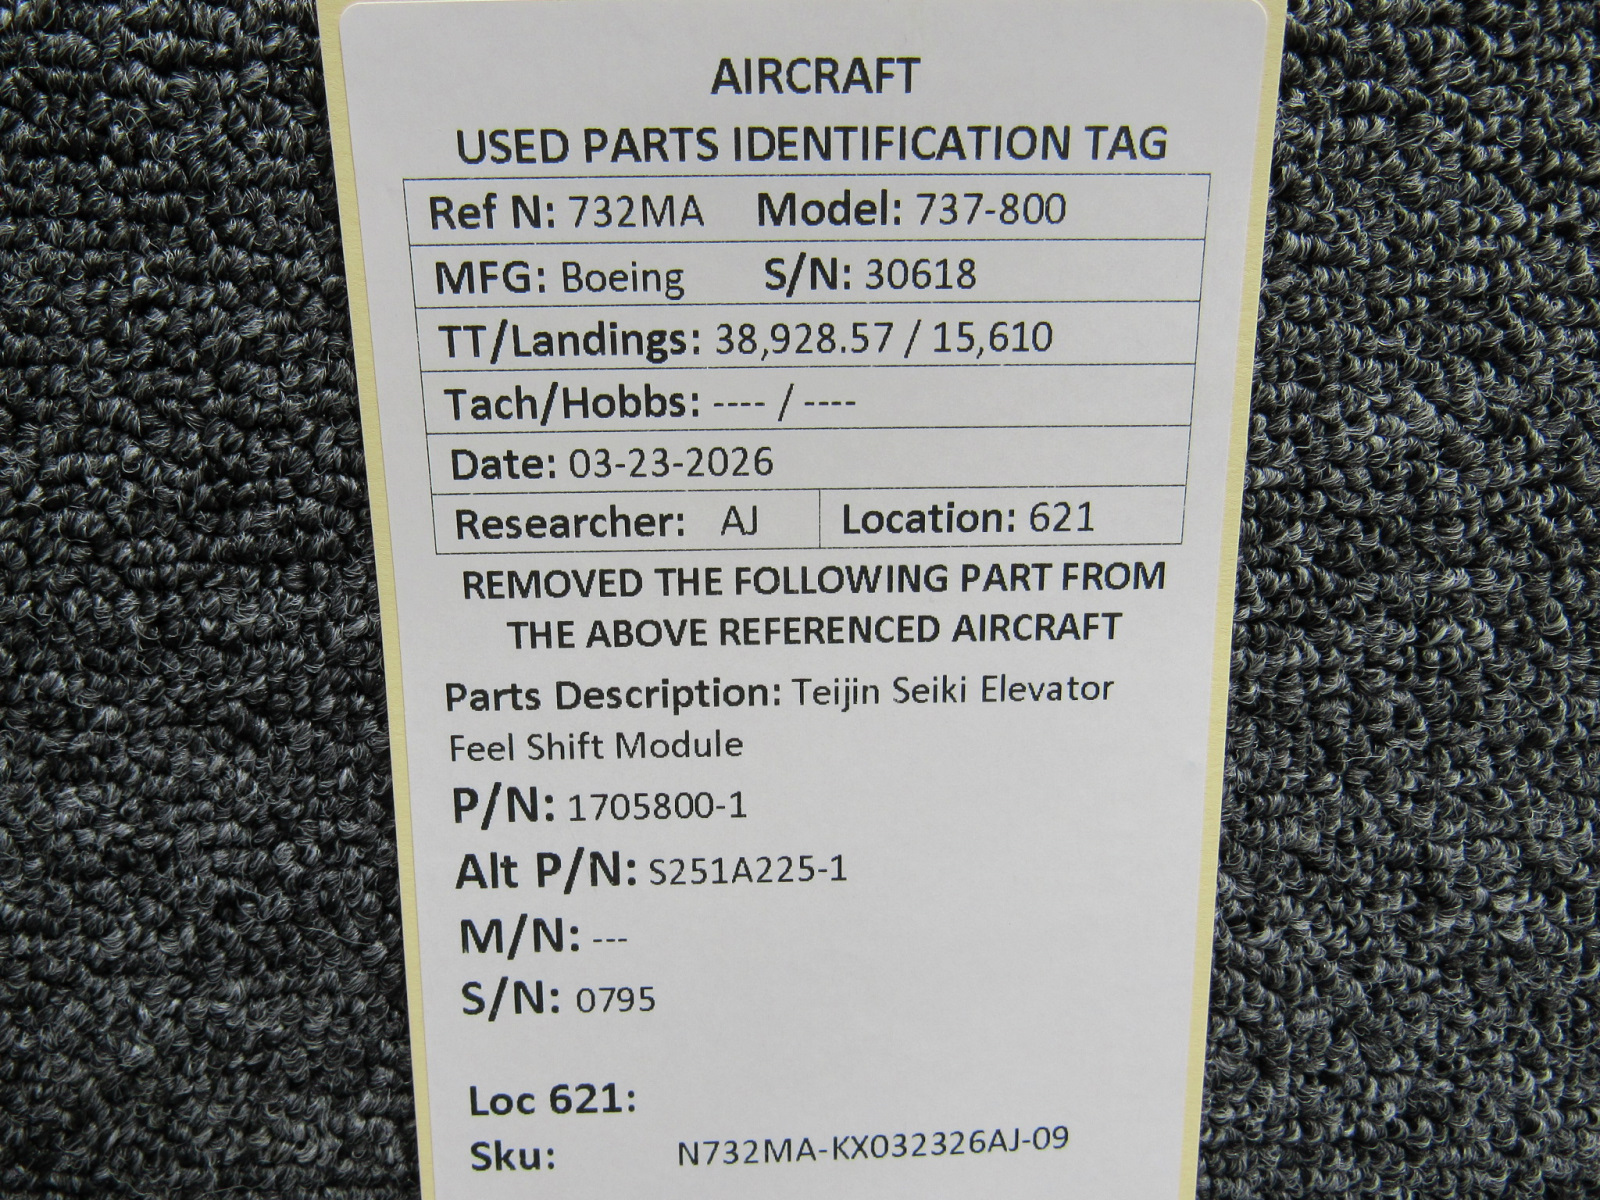 AIRCRAFT
USED PARTS IDENTIFICATION TAG
Ref N: 732MA Model: 737-800
MFG: Boeing S/N: 30618
TT/Landings: 38,928.57 / 15,610
Tach/Hobbs: ---- / ----
Date: 03-23-2026
Researcher: AJ Location: 621
REMOVED THE FOLLOWING PART FROM
THE ABOVE REFERENCED AIRCRAFT
Parts Description: Teijin Seiki Elevator
Feel Shift Module
P/N: 1705800-1
Alt P/N: S251A225-1
M/N: ---
S/N: 0795
Loc 621:
Sku: N732MA-KX032326AJ-09